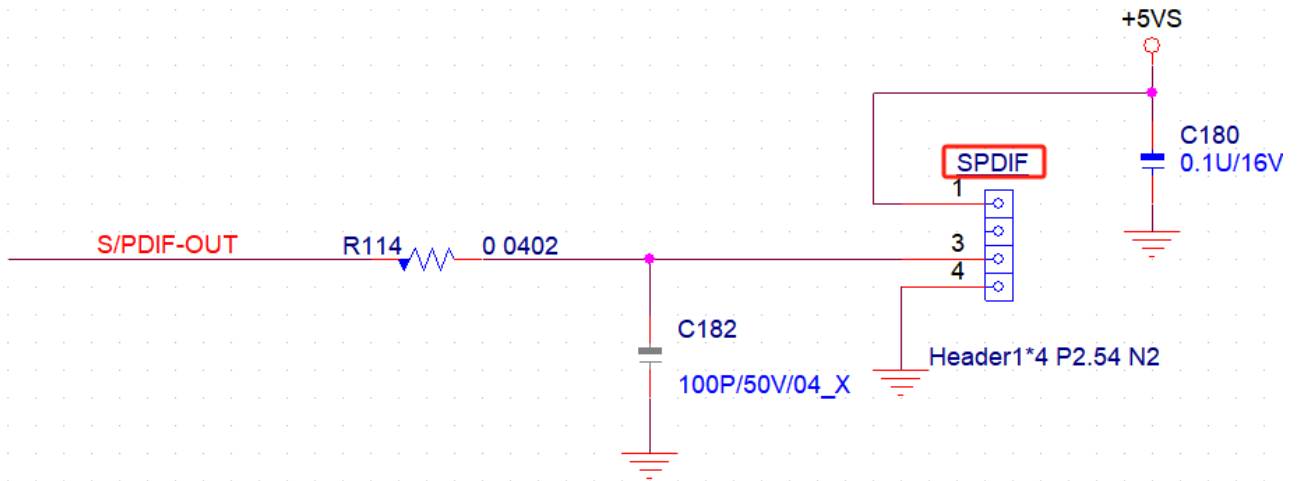 +5VS
C180
0.1U/16V
SPDIF
1
S/PDIF-OUT
R114
0 0402
3
4
C182
100P/50V/04_X
Header1*4 P2.54 N2